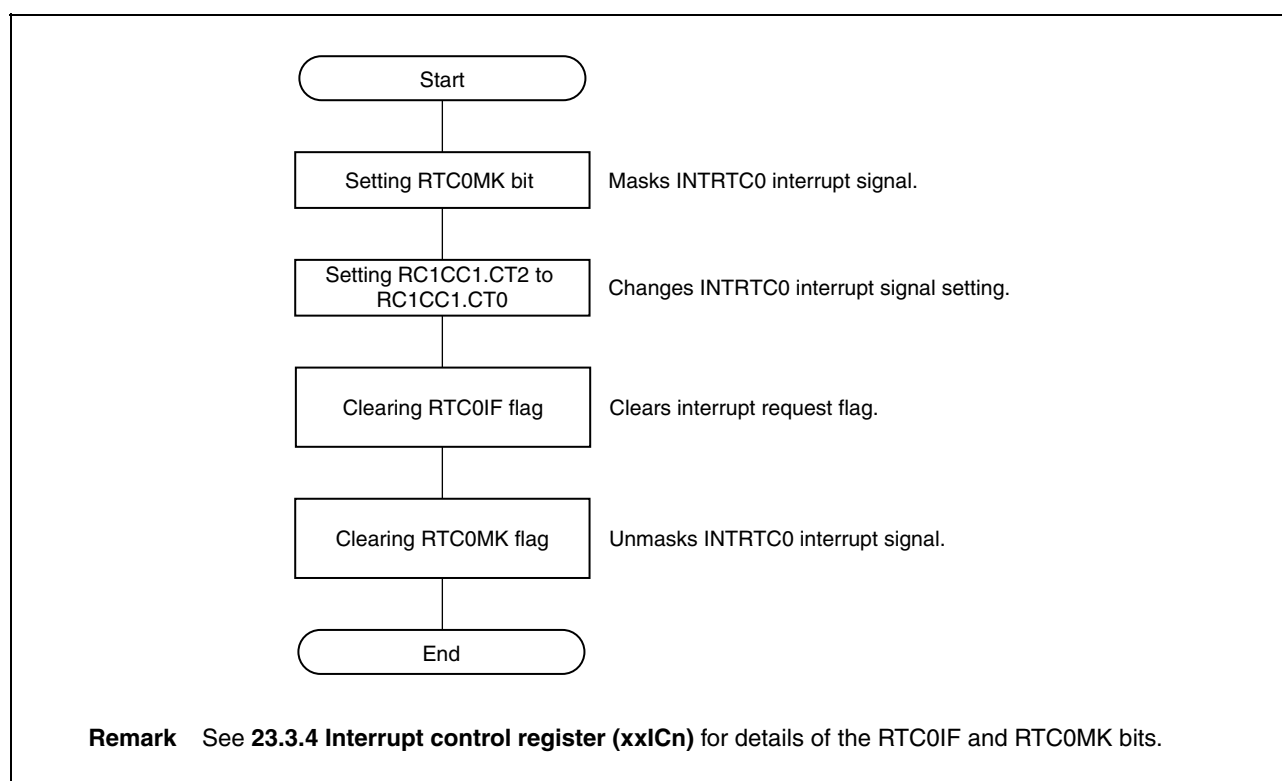 Start
Setting RTC0MK bit
Masks INTRTC0 interrupt signal.
Setting RC1CC1.CT2 to
RC1CC1.CT0
Changes INTRTC0 interrupt signal setting.
Clearing RTC0IF flag
Clears interrupt request flag.
Clearing RTC0MK flag
Unmasks INTRTC0 interrupt signal.
End
Remark See 23.3.4 Interrupt control register (xxICn) for details of the RTC0IF and RTC0MK bits.